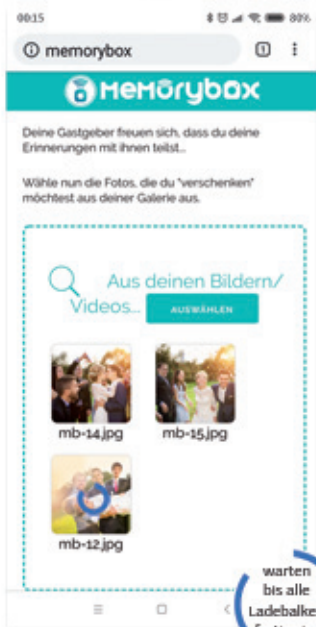 00:15
80%
memorybox
1
memorybox
Deine Gastgeber freuen sich, dass du deine
Erinnerungen mit ihnen teilst...
Wähle nun die Fotos, die du "verschenken"
möchtest aus deiner Galerie aus.
Aus deinen Bildern/
Videos...
AUSWÄHLEN
mb-14.jpg
mb-15.jpg
mb-12.jpg
warten
bis alle
Ladebalke